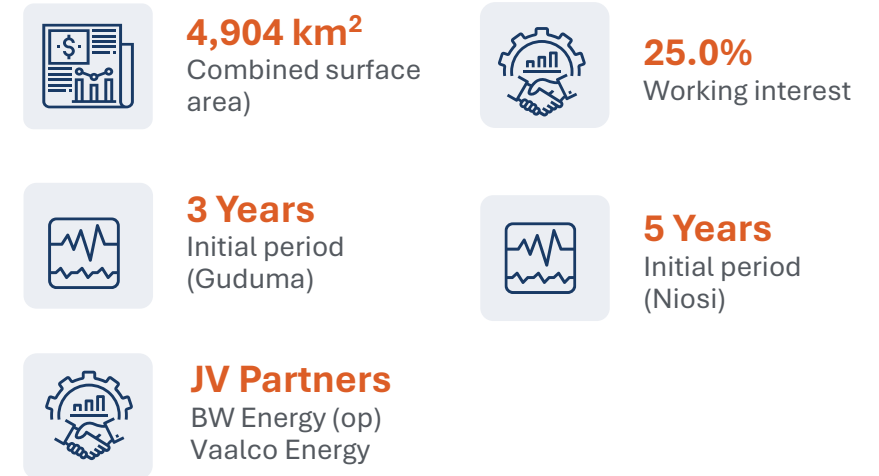 4,904 km²
Combined surface
area)
25.0%
Working interest
3 Years
Initial period
(Guduma)
5 Years
Initial period
(Niosi)
JV Partners
BW Energy (op)
Vaalco Energy